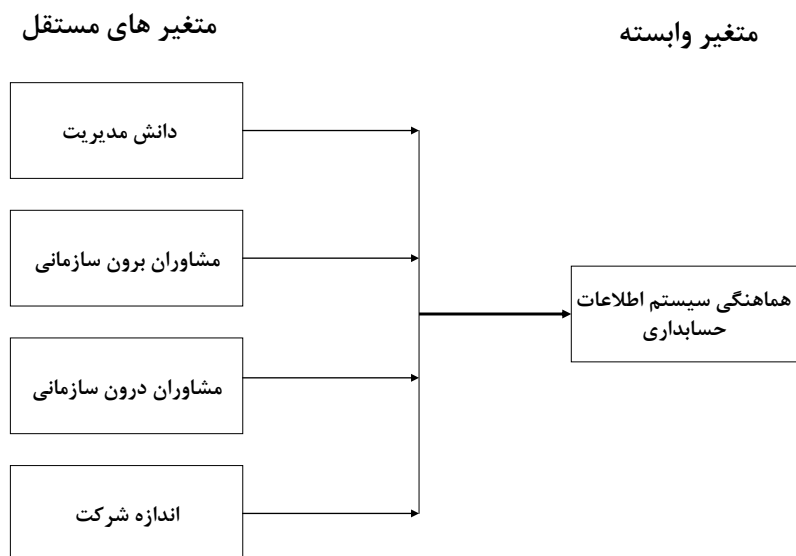 متغیر های مستقل
متغیر وابسته
دانش مدیریت
مشاوران برون سازمانی
هماهنگی سیستم اطلاعات
حسابداری
مشاوران درون سازمانی
اندازه شرکت